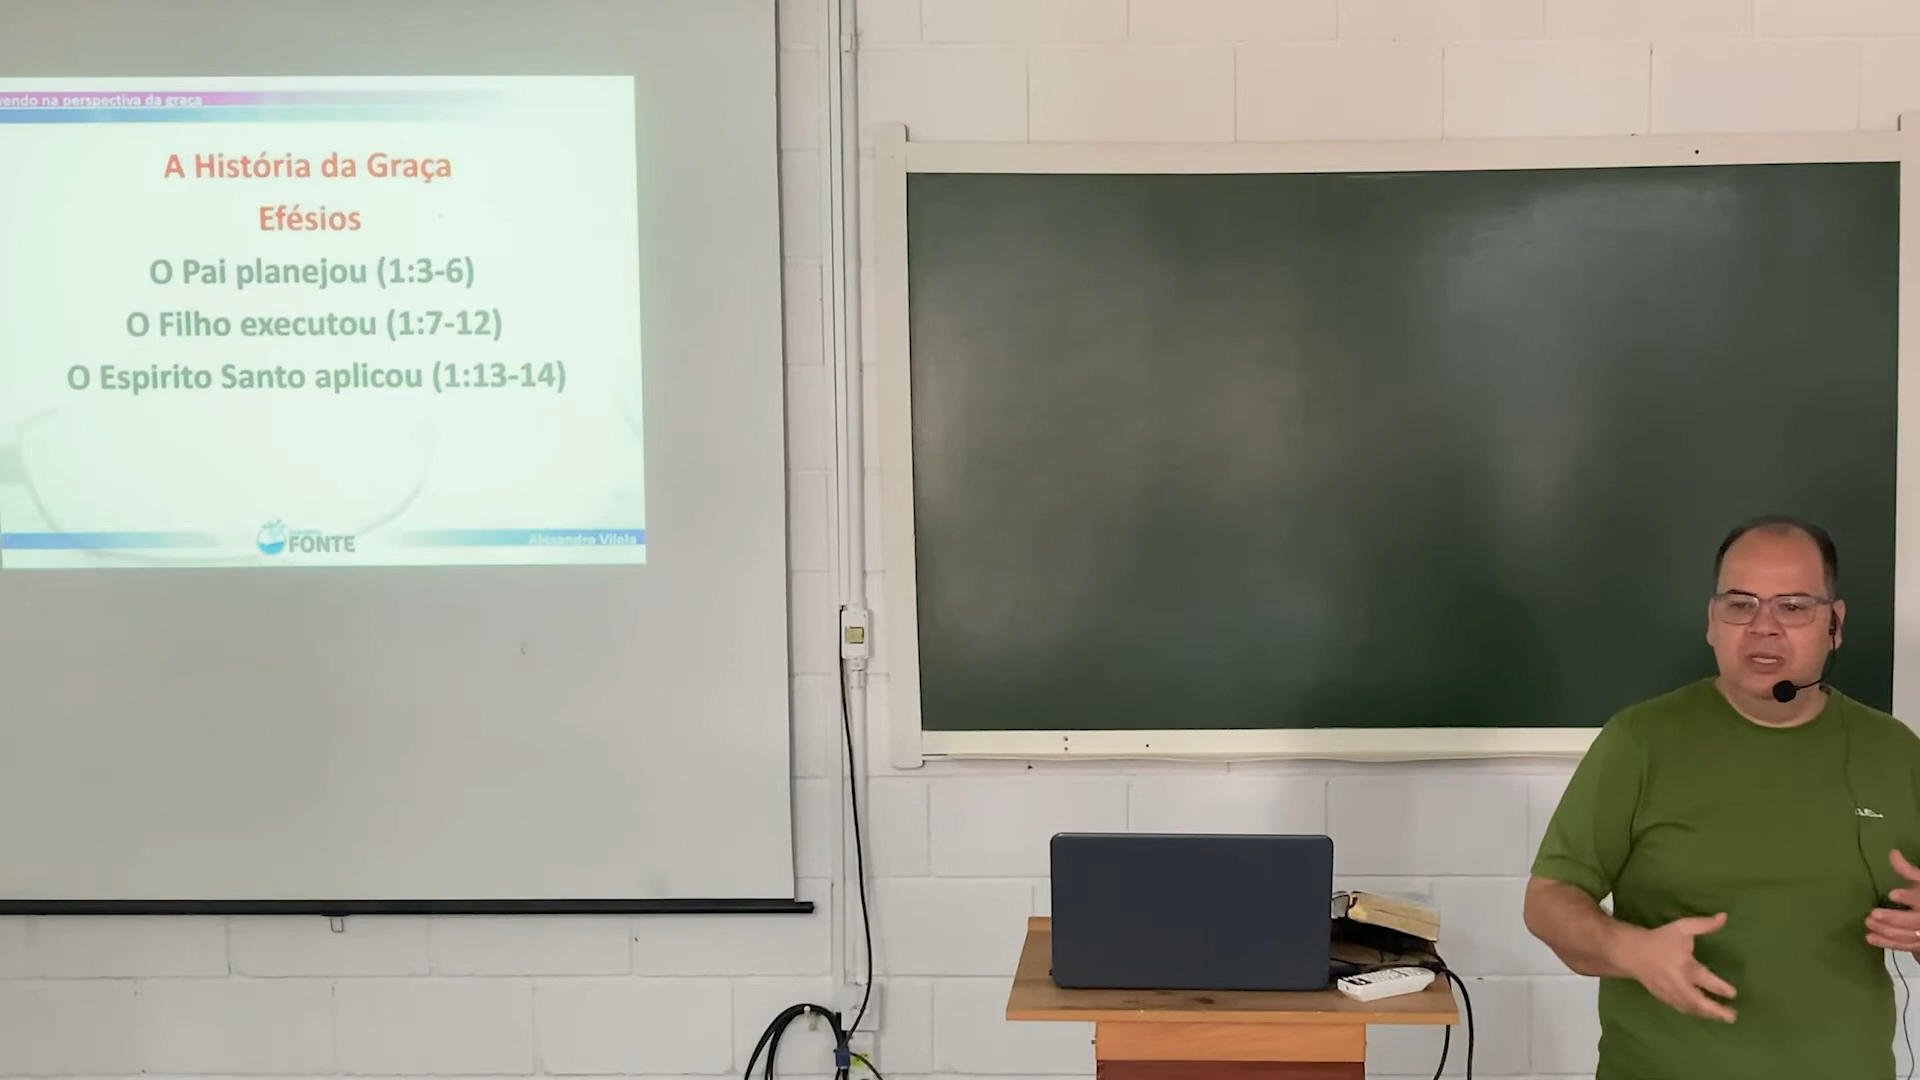 vendo na perspectiva da graça
A História da Graça
Efésios
O Pai planejou (1:3-6)
O Filho executou (1:7-12)
O Espirito Santo aplicou (1:13-14)
FONTE
Alexandre Vilela